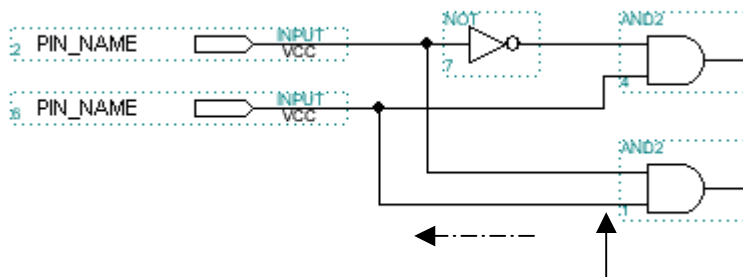 NOT
AND2
2 PIN_NAME INPUT
VCC
7
4
6 PIN_NAME INPUT
VCC
AND2
1